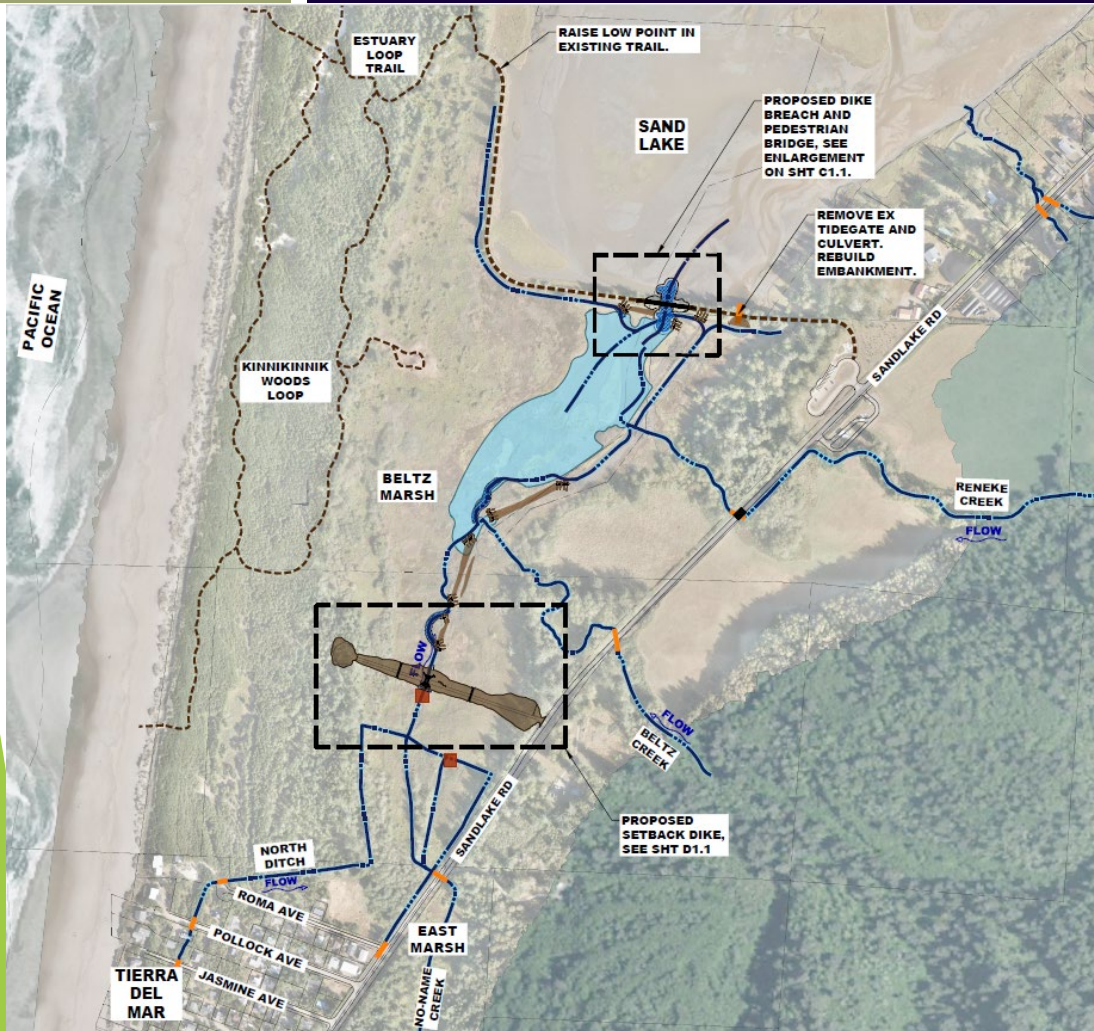 ESTUARY
LOOP
TRAIL
RAISE LOW POINT IN
EXISTING TRAIL.
SAND
LAKE
PROPOSED DIKE
BREACH AND
PEDESTRIAN
BRIDGE, SEE
ENLARGEMENT
ON SHT C1.1.
REMOVE EX
TIDEGATE AND
CULVERT.
REBUILD
EMBANKMENT.
PACIFIC
OCEAN
SANDLAKE RD
KINNIKINNIK
WOODS
LOOP
BELTZ
MARSH
RENEKE
CREEK
FLOW
FLOW
FLOW
BELTZ
CREEK
PROPOSED
SETBACK DIKE,
SEE SHT D1.1
SANDLAKE RD
NORTH
DITCH
FLOW
ROMA AVE
POLLOCK AVE
JASMINE AVE
EAST
MARSH
TIERRA
DEL
MAR
NO-NAME
CREEK